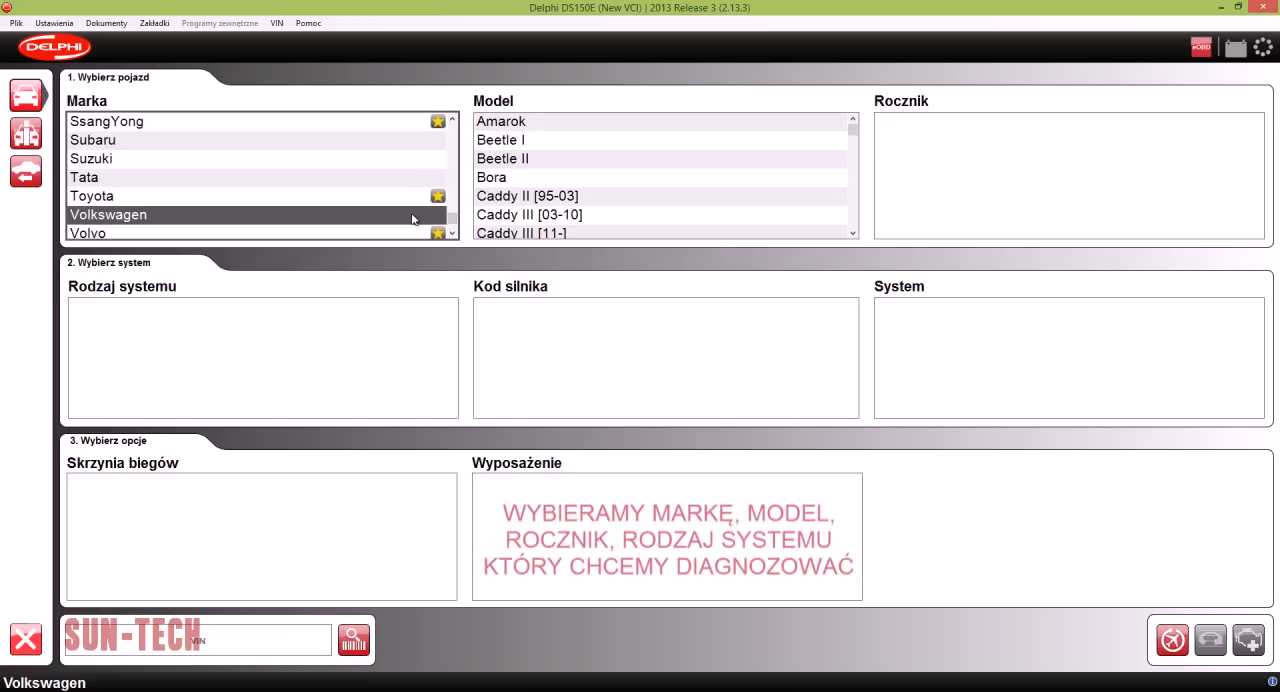 Delphi DS150E (New VCI) | 2013 Release 3 (2.13.3)
Plik Ustawienia Dokumenty Zakładki Programy zewnętrzne VIN Pomoc
DELPHI
eOBD
1. Wybierz pojazd
Marka
SsangYong
Subaru
Suzuki
Tata
Toyota
Volkswagen
Volvo
Model
Amarok
Beetle I
Beetle II
Bora
Caddy II [95-03]
Caddy III [03-10]
Caddy III [11-]
Rocznik
2. Wybierz system
Rodzaj systemu
Kod silnika
System
3. Wybierz opcje
Skrzynia biegów
Wyposażenie
WYBIERAMY MARKĘ, MODEL,
ROCZNIK, RODZAJ SYSTEMU
KTÓRY CHCEMY DIAGNOZOWAĆ
SUN-TECH
VIN
Volkswagen